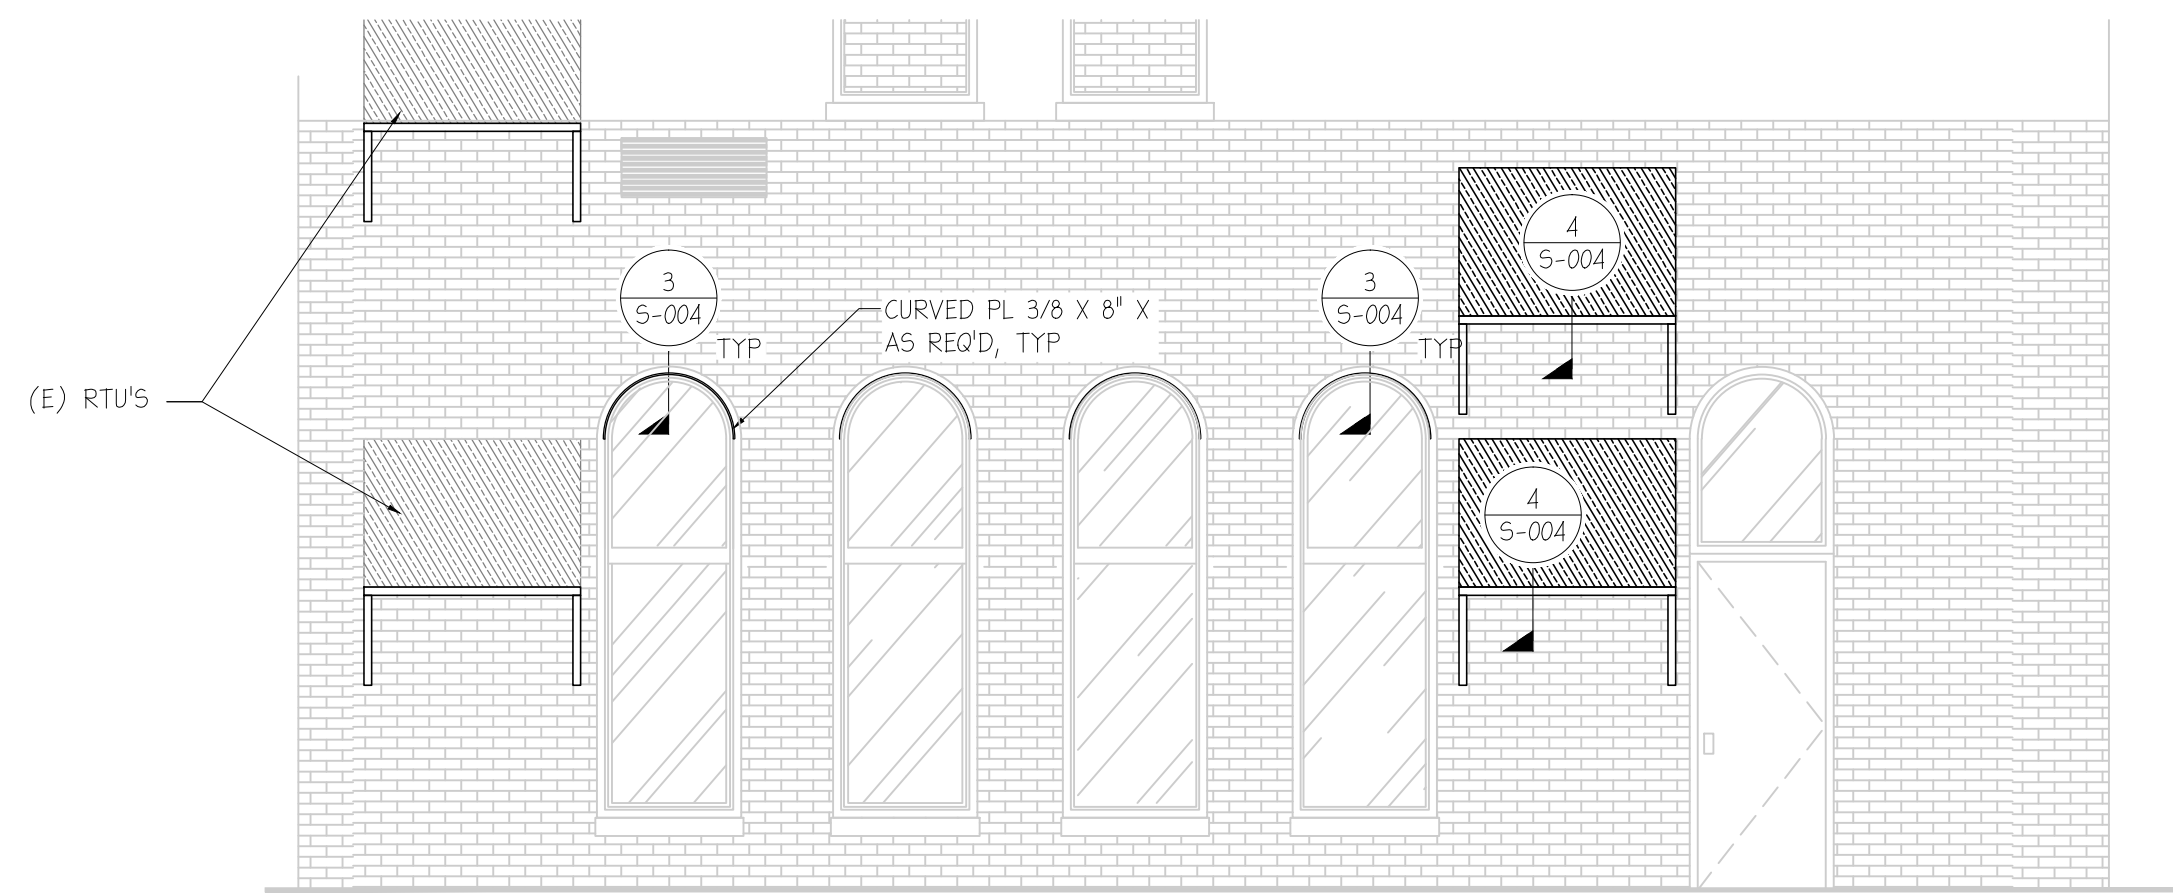 4
S-004
3
S-004
TYP
CURVED PL 3/8 X 8" X
AS REQ'D, TYP
3
S-004
TYP
(E) RTU'S
4
S-004